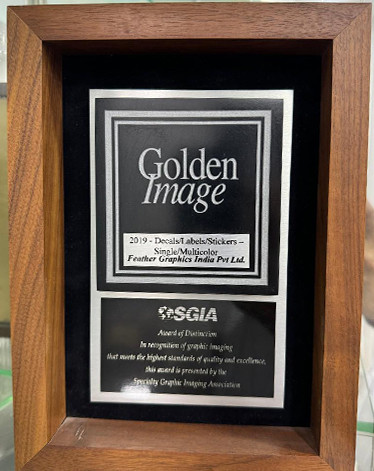 Golden
Image
2019 - Decals/Labels/Stickers –
Single/Multicolor
Feather Graphics India Pvt Ltd.
SGIA
Award of Distinction
In recognition of graphic imaging
that meets the highest standards of quality and excellence,
this award is presented by the
Specialty Graphic Imaging Association